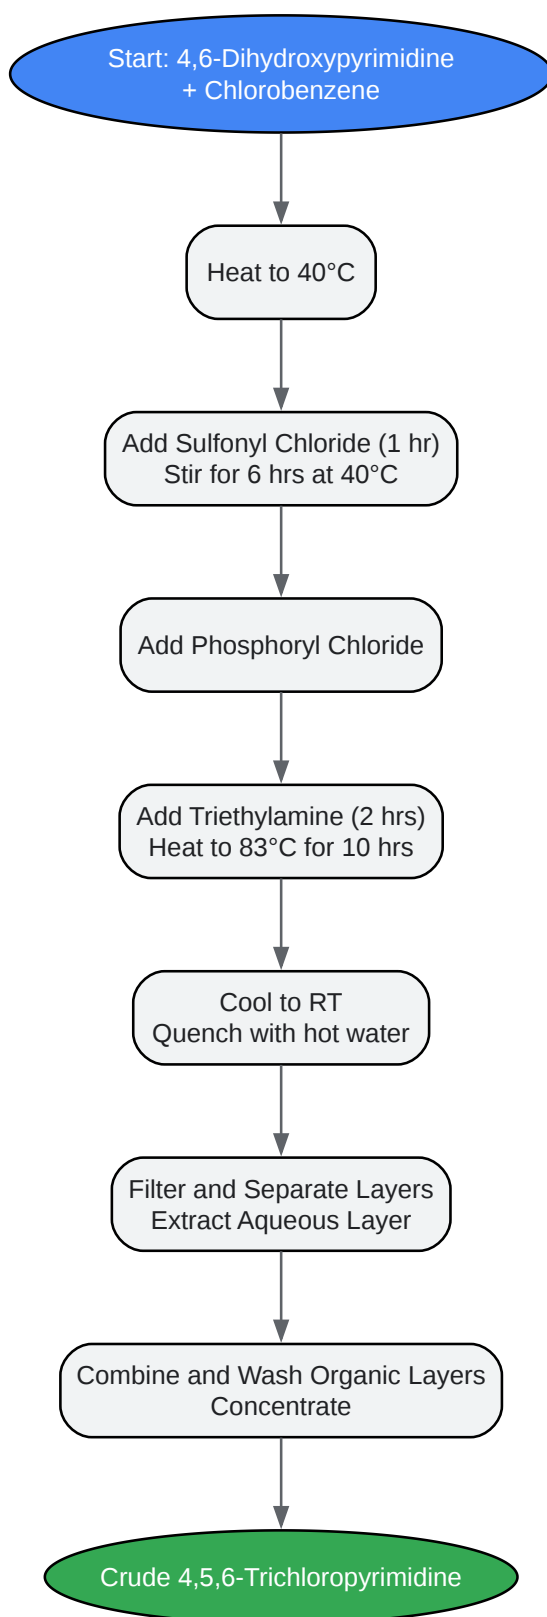 Start: 4,6-Dihydroxypyrimidine
+ Chlorobenzene
Heat to 40°C
Add Sulfonyl Chloride (1 hr)
Stir for 6 hrs at 40°C
Add Phosphoryl Chloride
Add Triethylamine (2 hrs)
Heat to 83°C for 10 hrs
Cool to RT
Quench with hot water
Filter and Separate Layers
Extract Aqueous Layer
Combine and Wash Organic Layers
Concentrate
Crude 4,5,6-Trichloropyrimidine